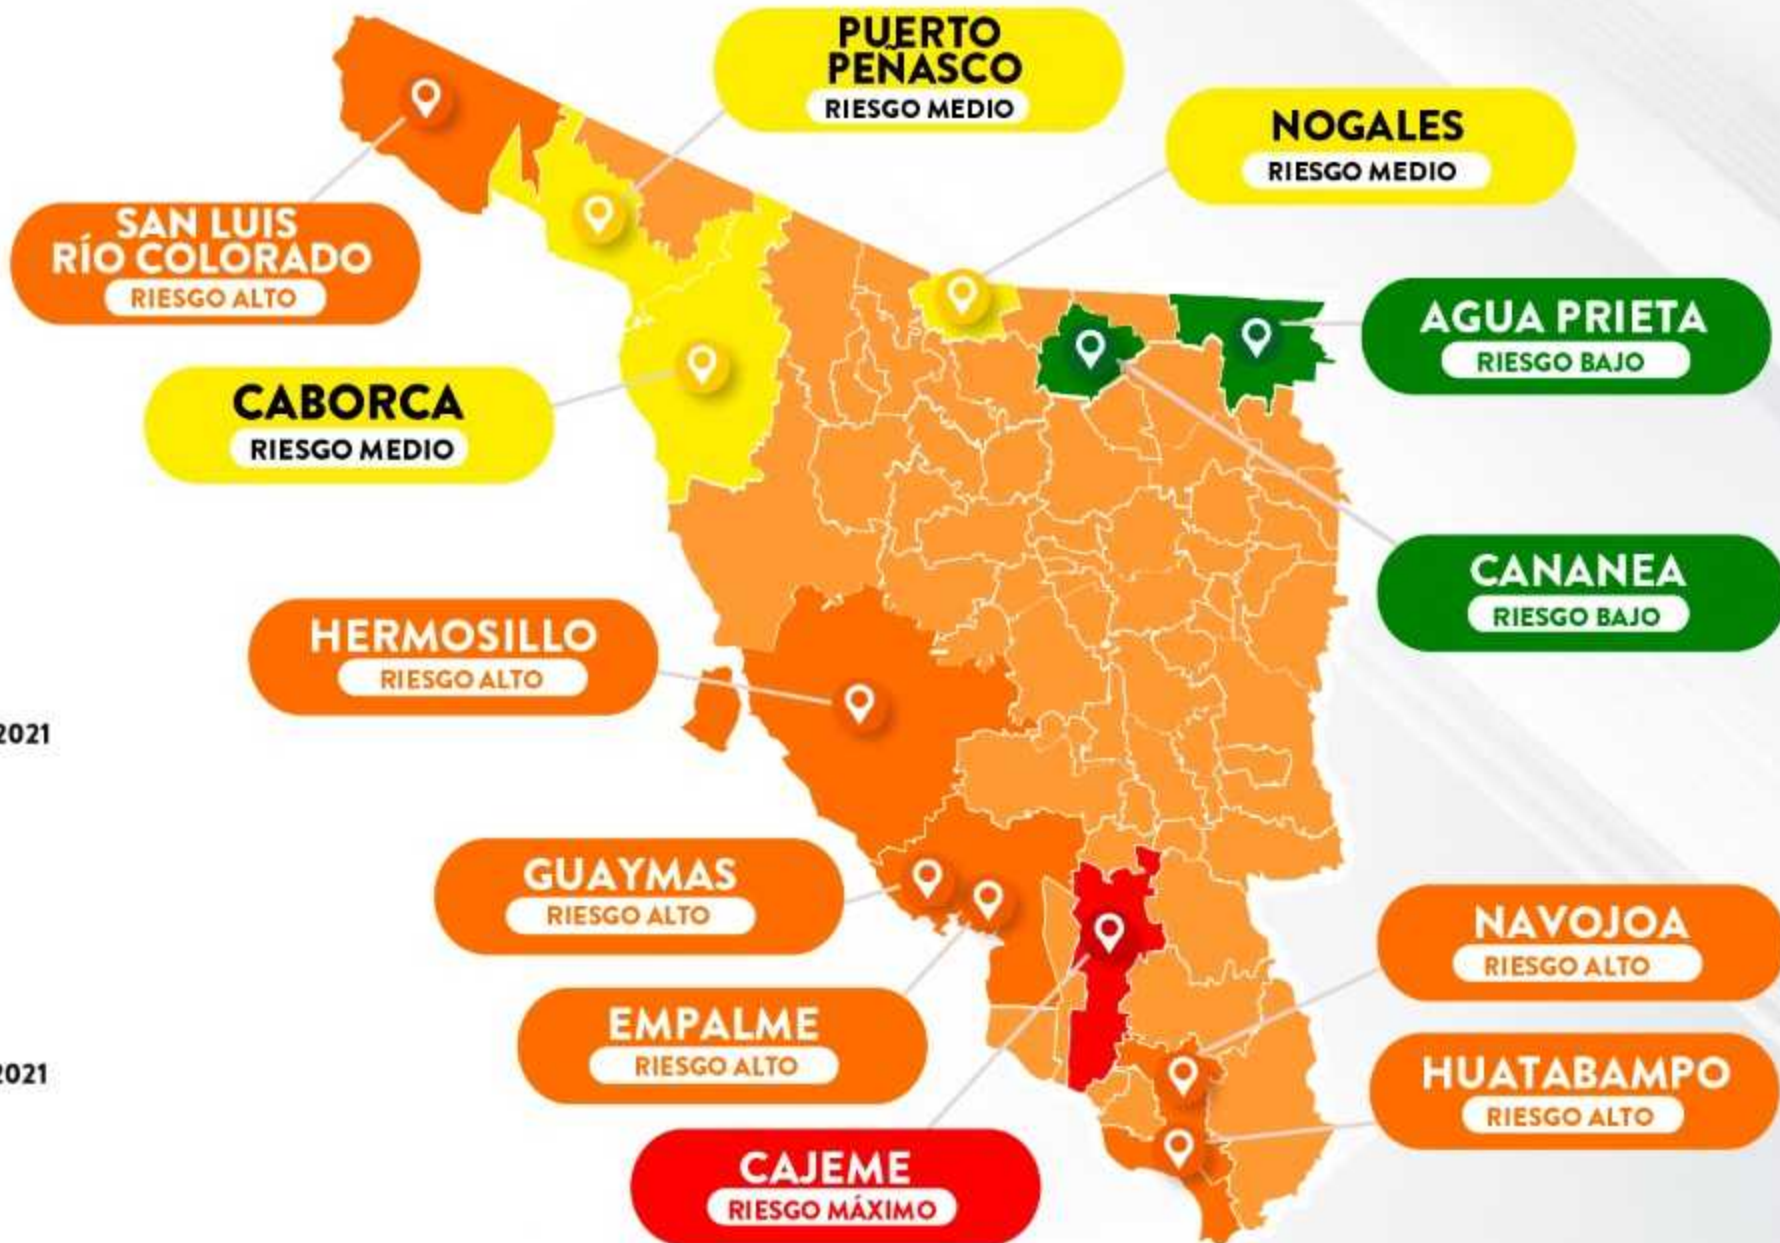 PUERTO
PEÑASCO
RIESGO MEDIO
NOGALES
RIESGO MEDIO
SAN LUIS
RÍO COLORADO
RIESGO ALTO
AGUA PRIETA
RIESGO BAJO
CABORCA
RIESGO MEDIO
CANANEA
RIESGO BAJO
HERMOSILLO
RIESGO ALTO
2021
GUAYMAS
RIESGO ALTO
NAVOJOA
RIESGO ALTO
EMPALME
RIESGO ALTO
2021
HUATABAMPO
RIESGO ALTO
CAJEME
RIESGO MÁXIMO